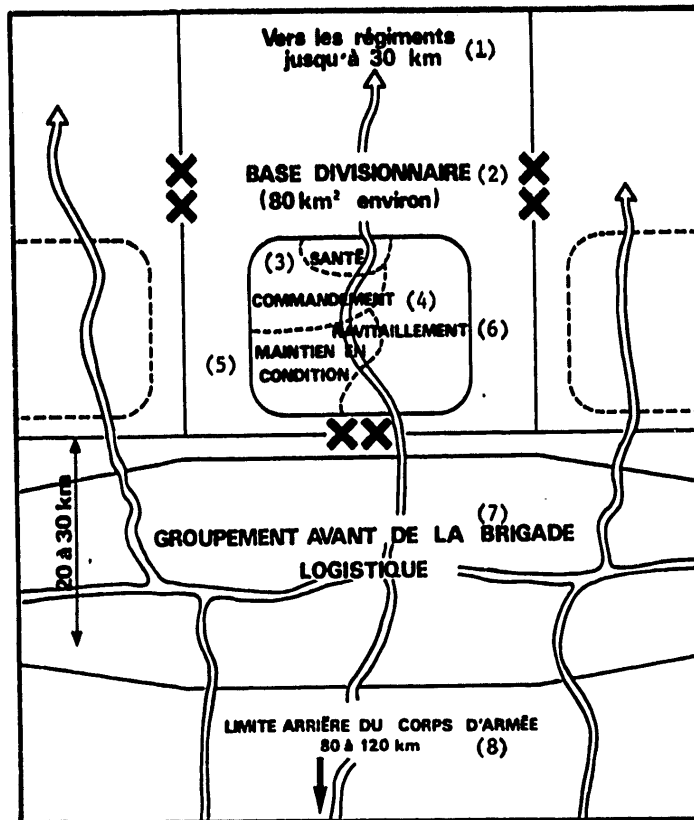 Vers les régiments
jusqu'à 30 km (1)
BASE DIVISIONNAIRE (2)
(80 km² environ)
(3) SANTÉ
COMMANDEMENT (4)
RAVITAILLEMENT (6)
(5) MAINTIEN EN
CONDITION
20 à 30 km
(7)
GROUPEMENT AVANT DE LA BRIGADE
LOGISTIQUE
LIMITE ARRIÈRE DU CORPS D'ARMÉE
80 à 120 km (8)